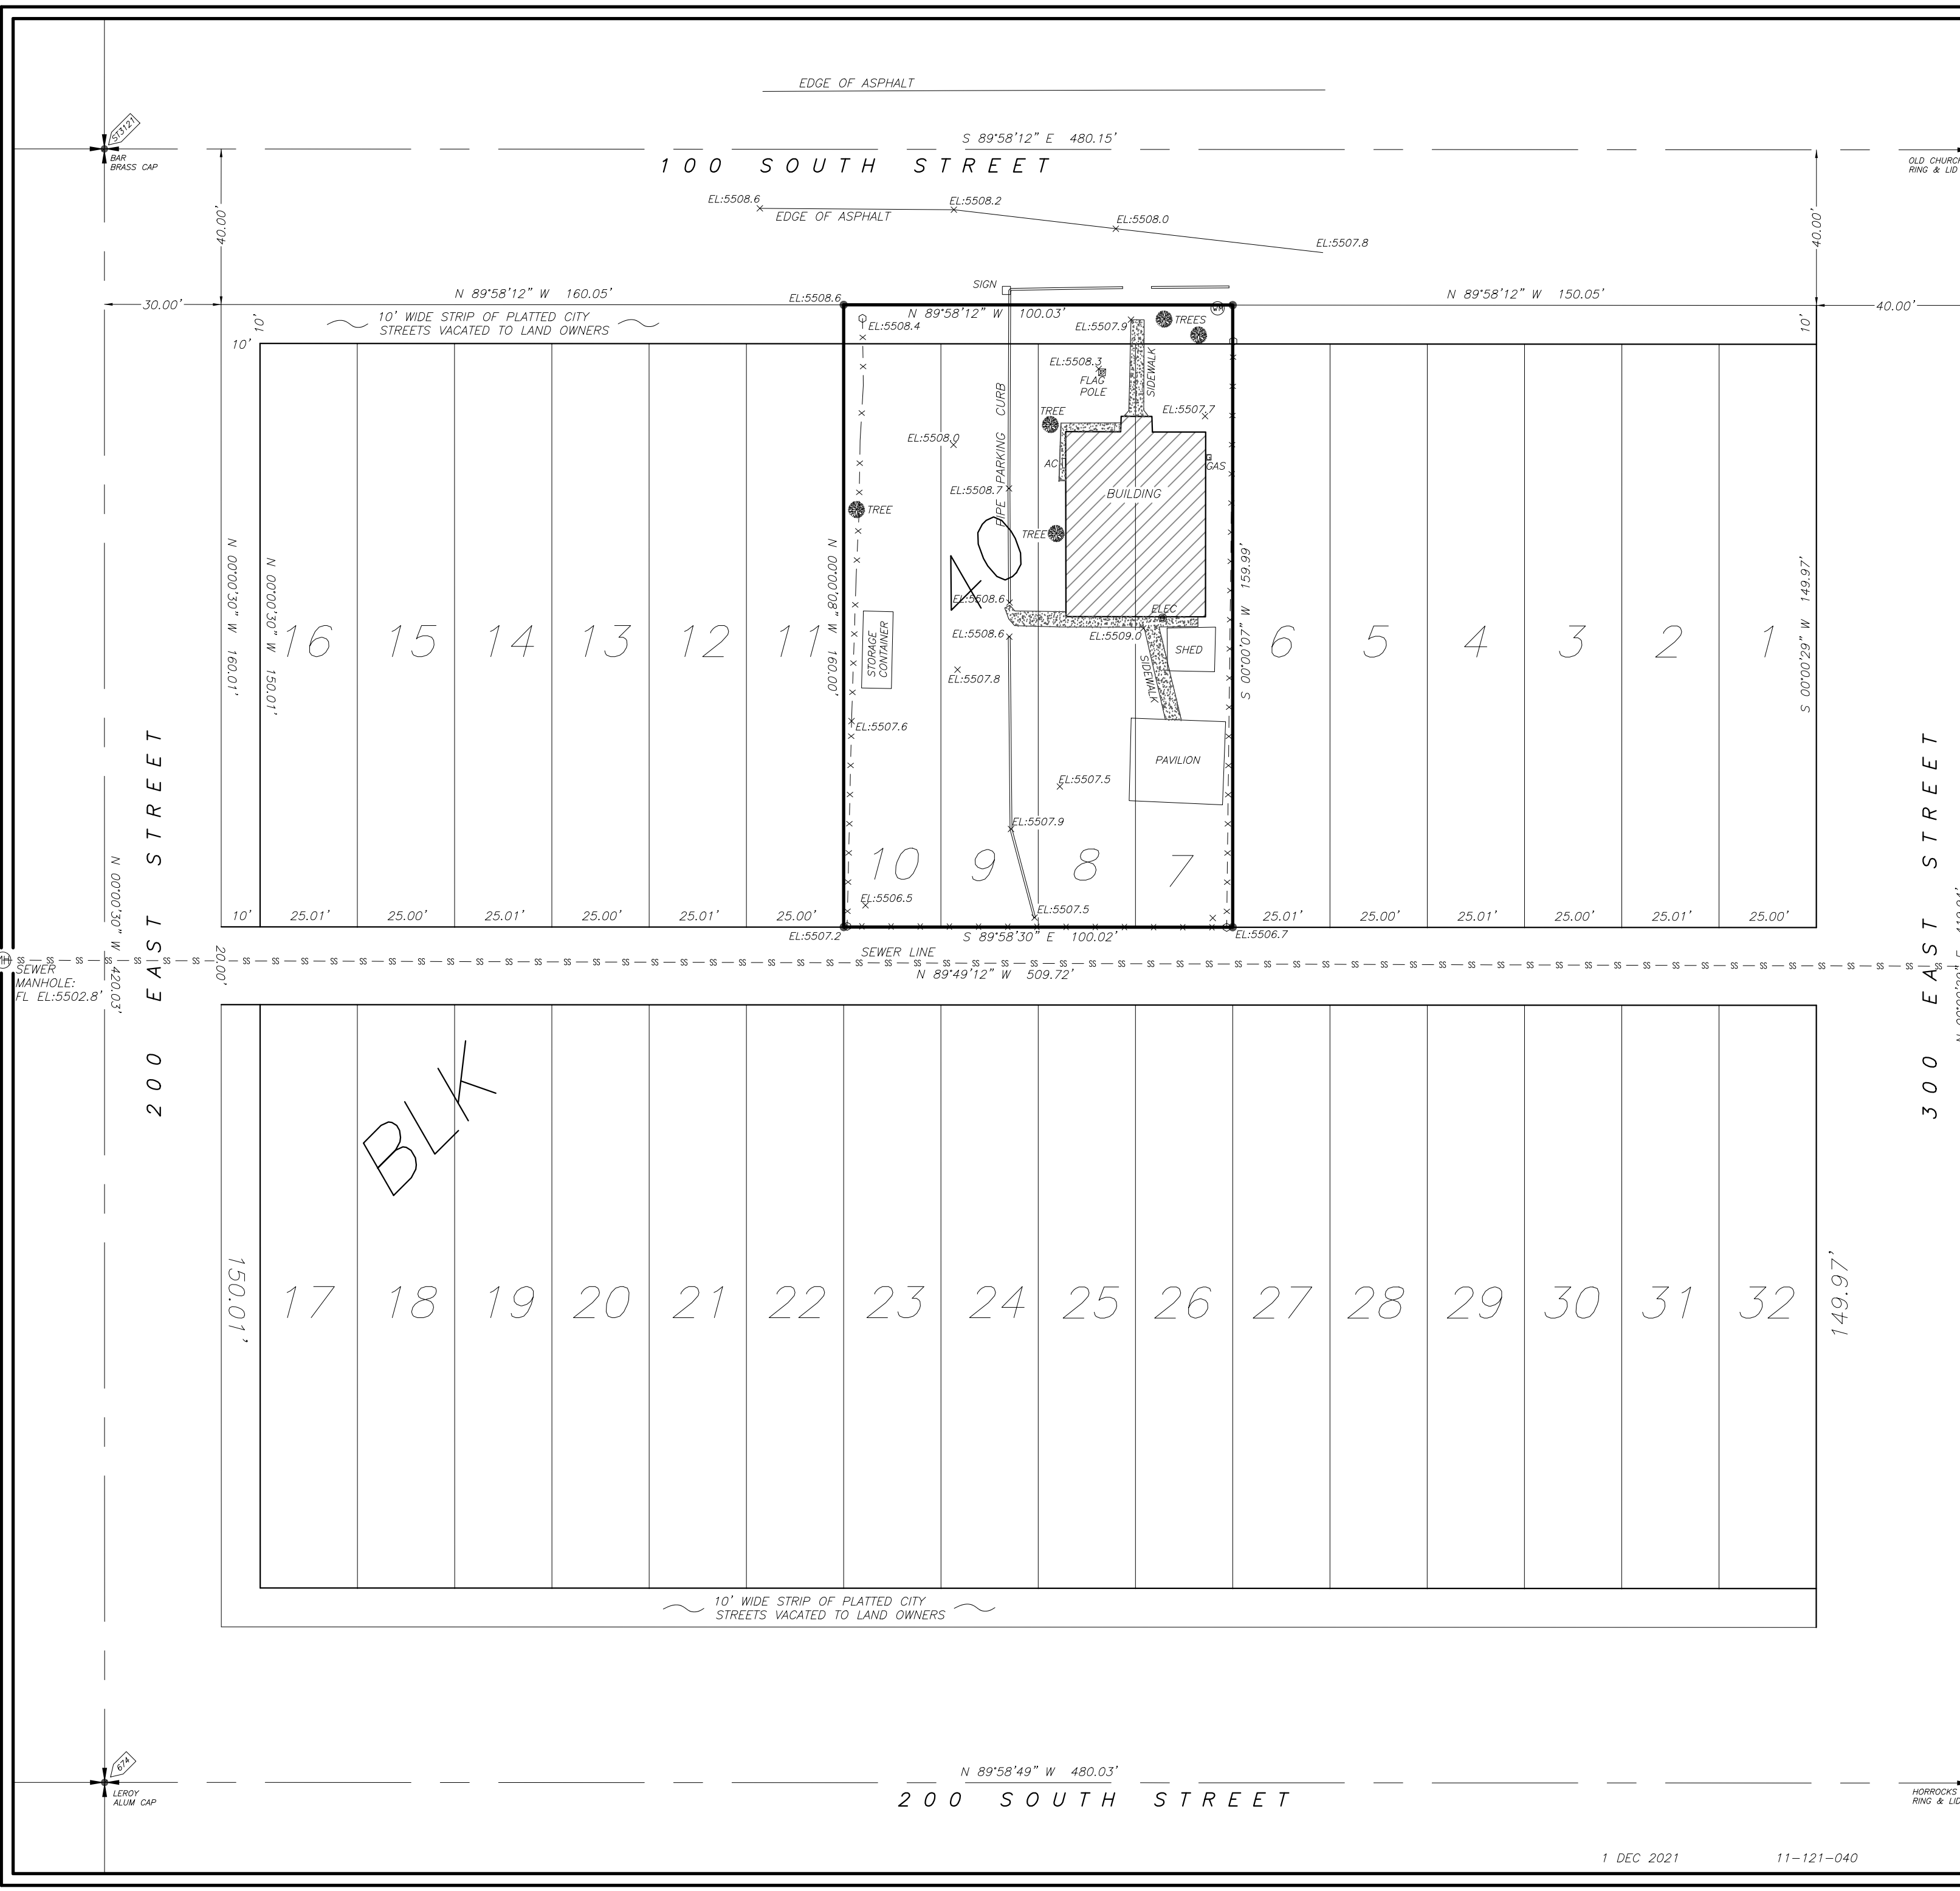 EDGE OF ASPHALT
S 89°58'12" E 480.15'
ST3121
BAR
BRASS CAP
100 SOUTH STREET
OLD CHURCH
RING & LID
EL:5508.6
EL:5508.2
EDGE OF ASPHALT
EL:5508.0
EL:5507.8
40.00'
40.00'
30.00'
N 89°58'12" W 160.05'
EL:5508.6
SIGN
N 89°58'12" W 150.05'
40.00'
10'
10' WIDE STRIP OF PLATTED CITY
STREETS VACATED TO LAND OWNERS
10'
N 89°58'12" W 100.03'
WM
EL:5508.4
EL:5507.9
TREES
10'
EL:5508.3
FLAG
POLE
SIDEWALK
PIPE PARKING CURB
TREE
EL:5507.7
EL:5508.0
AC
GAS
EL:5508.7
BUILDING
TREE
TREE
40
N 00°00'30" W 160.01'
N 00°00'30" W 150.01'
N 00°00'08" W 160.00'
S 00°00'07" W 159.99'
S 00°00'29" W 149.97'
EL:5508.6
ELEC
EL:5508.6
EL:5509.0
STORAGE
CONTAINER
SHED
16 15 14 13 12 11
6 5 4 3 2 1
EL:5507.8
SIDEWALK
EL:5507.6
PAVILION
EL:5507.5
EL:5507.9
10 9 8 7
EL:5506.5
EL:5507.5
10' 25.01' 25.00' 25.01' 25.00' 25.01' 25.00'
25.01' 25.00' 25.01' 25.00' 25.01' 25.00'
EL:5507.2
S 89°58'30" E 100.02'
EL:5506.7
200 EAST STREET
300 EAST STREET
N 00°00'30" W 420.03'
20.00'
SEWER LINE
N 89°49'12" W 509.72'
SEWER
MANHOLE:
FL EL:5502.8'
BLK
150.01'
17 18 19 20 21 22 23 24 25 26 27 28 29 30 31 32
149.97'
10' WIDE STRIP OF PLATTED CITY
STREETS VACATED TO LAND OWNERS
674
LEROY
ALUM CAP
N 89°58'49" W 480.03'
200 SOUTH STREET
HORROCKS
RING & LID
1 DEC 2021
11-121-040